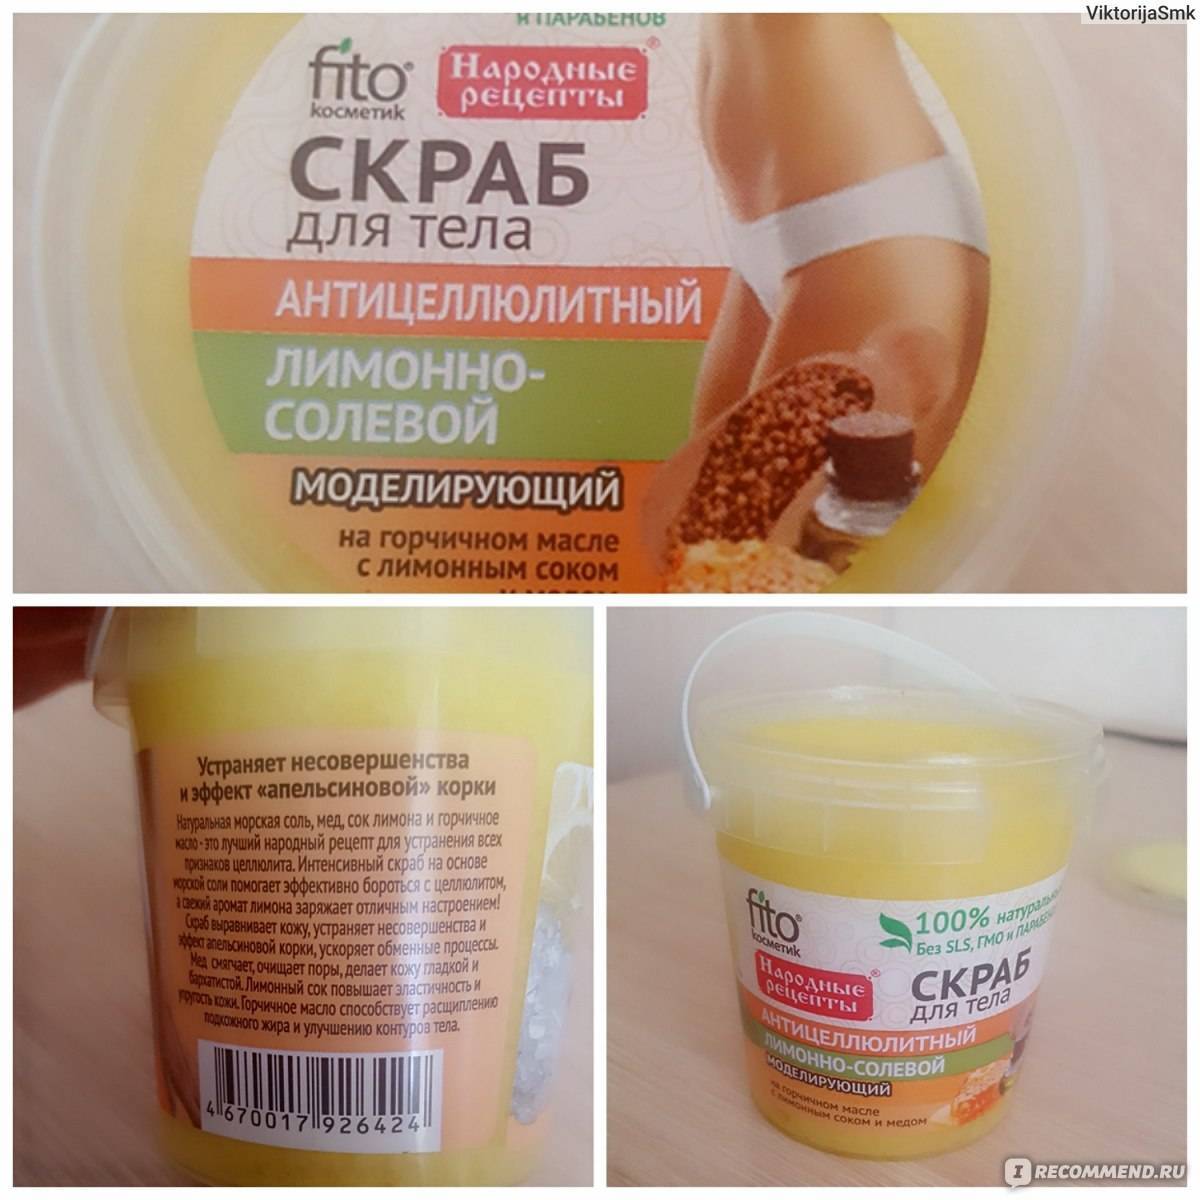 ViktorijaSmk
и ПАРАБЕНОВ
fito®
косметик
Народные®
рецепты
СКРАБ
для тела
АНТИЦЕЛЛЮЛИТНЫЙ
ЛИМОННО-
СОЛЕВОЙ
МОДЕЛИРУЮЩИЙ
на горчичном масле
с лимонным соком
и медом
Устраняет несовершенства
и эффект «апельсиновой» корки
Натуральная морская соль, мед, сок лимона и горчичное
масло - это лучший народный рецепт для устранения всех
признаков целлюлита. Интенсивный скраб на основе
морской соли помогает эффективно бороться с целлюлитом,
а свежий аромат лимона заряжает отличным настроением!
Скраб выравнивает кожу, устраняет несовершенства и
эффект апельсиновой корки, ускоряет обменные процессы.
Мед смягчает, очищает поры, делает кожу гладкой и
бархатистой. Лимонный сок повышает эластичность и
упругость кожи. Горчичное масло способствует расщиплению
подкожного жира и улучшению контуров тела.
4 670017 926424
fito®
косметик
100%
Без SLS, ГМО и
Народные®
рецепты
СКРАБ
для тела
АНТИЦЕЛЛЮЛИТНЫЙ
ЛИМОННО-СОЛЕВОЙ
МОДЕЛИРУЮЩИЙ
на горчичном масле
с лимонным соком и медом
IRECOMMEND.RU